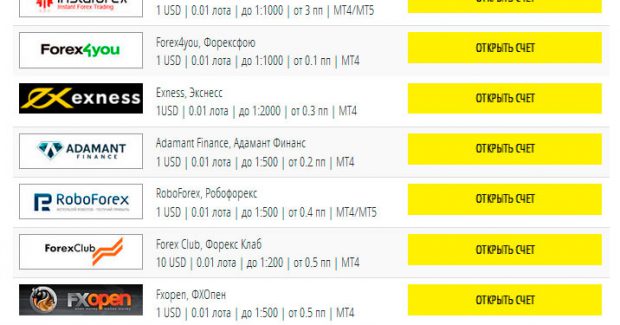 instaforex
Instant Forex Trading
1 USD | 0.01 лота | до 1:1000 | от 3 пп | MT4/MT5
ОТКРЫТЬ СЧЕТ
Forex4you
Forex4you, Форексфою
1 USD | 0.01 лота | до 1:1000 | от 0.1 пп | MT4
ОТКРЫТЬ СЧЕТ
exness
Exness, Экснесс
1USD | 0.01 лота | до 1:2000 | от 0.3 пп | MT4
ОТКРЫТЬ СЧЕТ
ADAMANT
FINANCE
Adamant Finance, Адамант Финанс
1 USD | 0.01 лота | до 1:500 | от 0.2 пп | MT4
ОТКРЫТЬ СЧЕТ
RoboForex
RoboForex, Робофорекс
1 USD | 0.01 лота | до 1:500 | от 0.4 пп | MT4/MT5
ОТКРЫТЬ СЧЕТ
ForexClub
Forex Club, Форекс Клаб
10 USD | 0.01 лота | до 1:200 | от 0.5 пп | MT4
ОТКРЫТЬ СЧЕТ
FXopen
Fxopen, ФХОпен
1 USD | 0.01 лота | до 1:500 | от 0.5 пп | MT4
ОТКРЫТЬ СЧЕТ